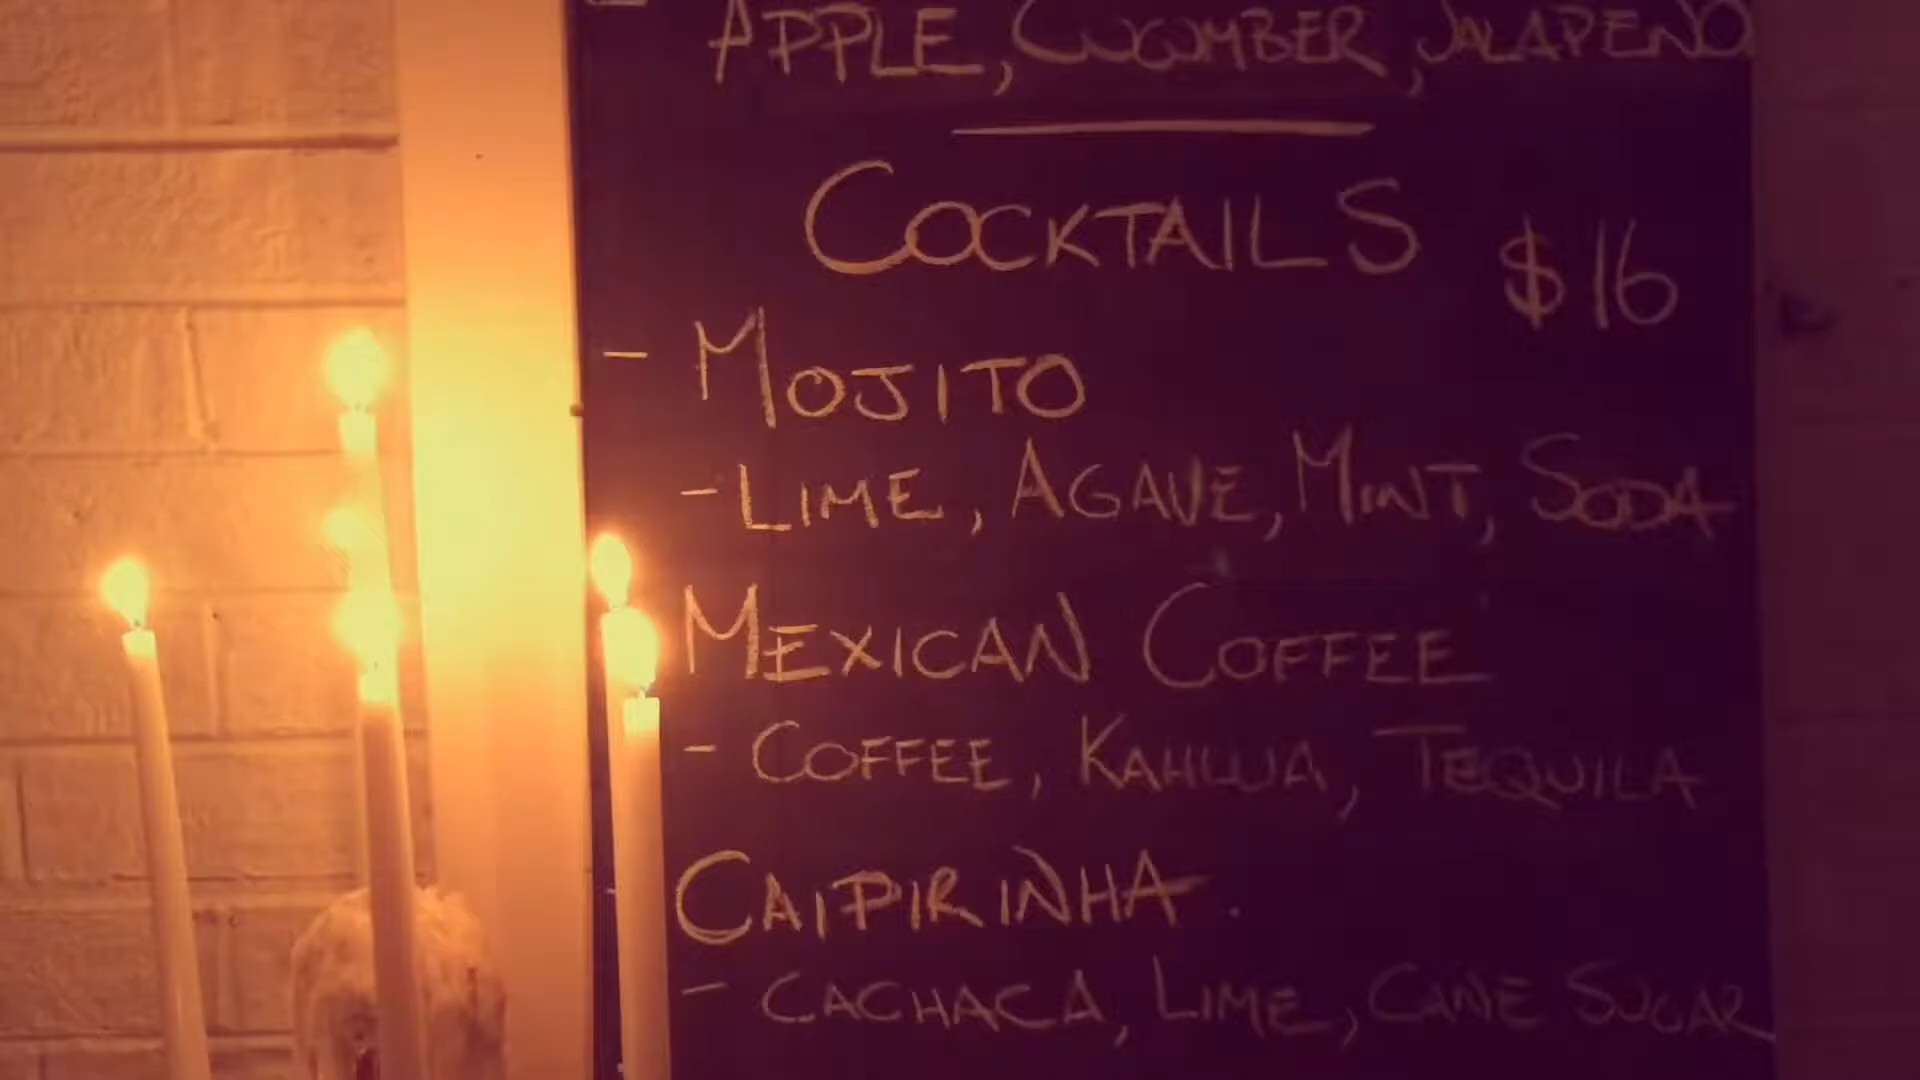 APPLE, CUCUMBER, JALAPENO
COCKTAILS
$16
- MOJITO
- LIME, AGAVE, MINT, SODA
MEXICAN COFFEE
- COFFEE, KAHLUA, TEQUILA
CAIPIRINHA.
- CACHACA, LIME, CANE SUGAR